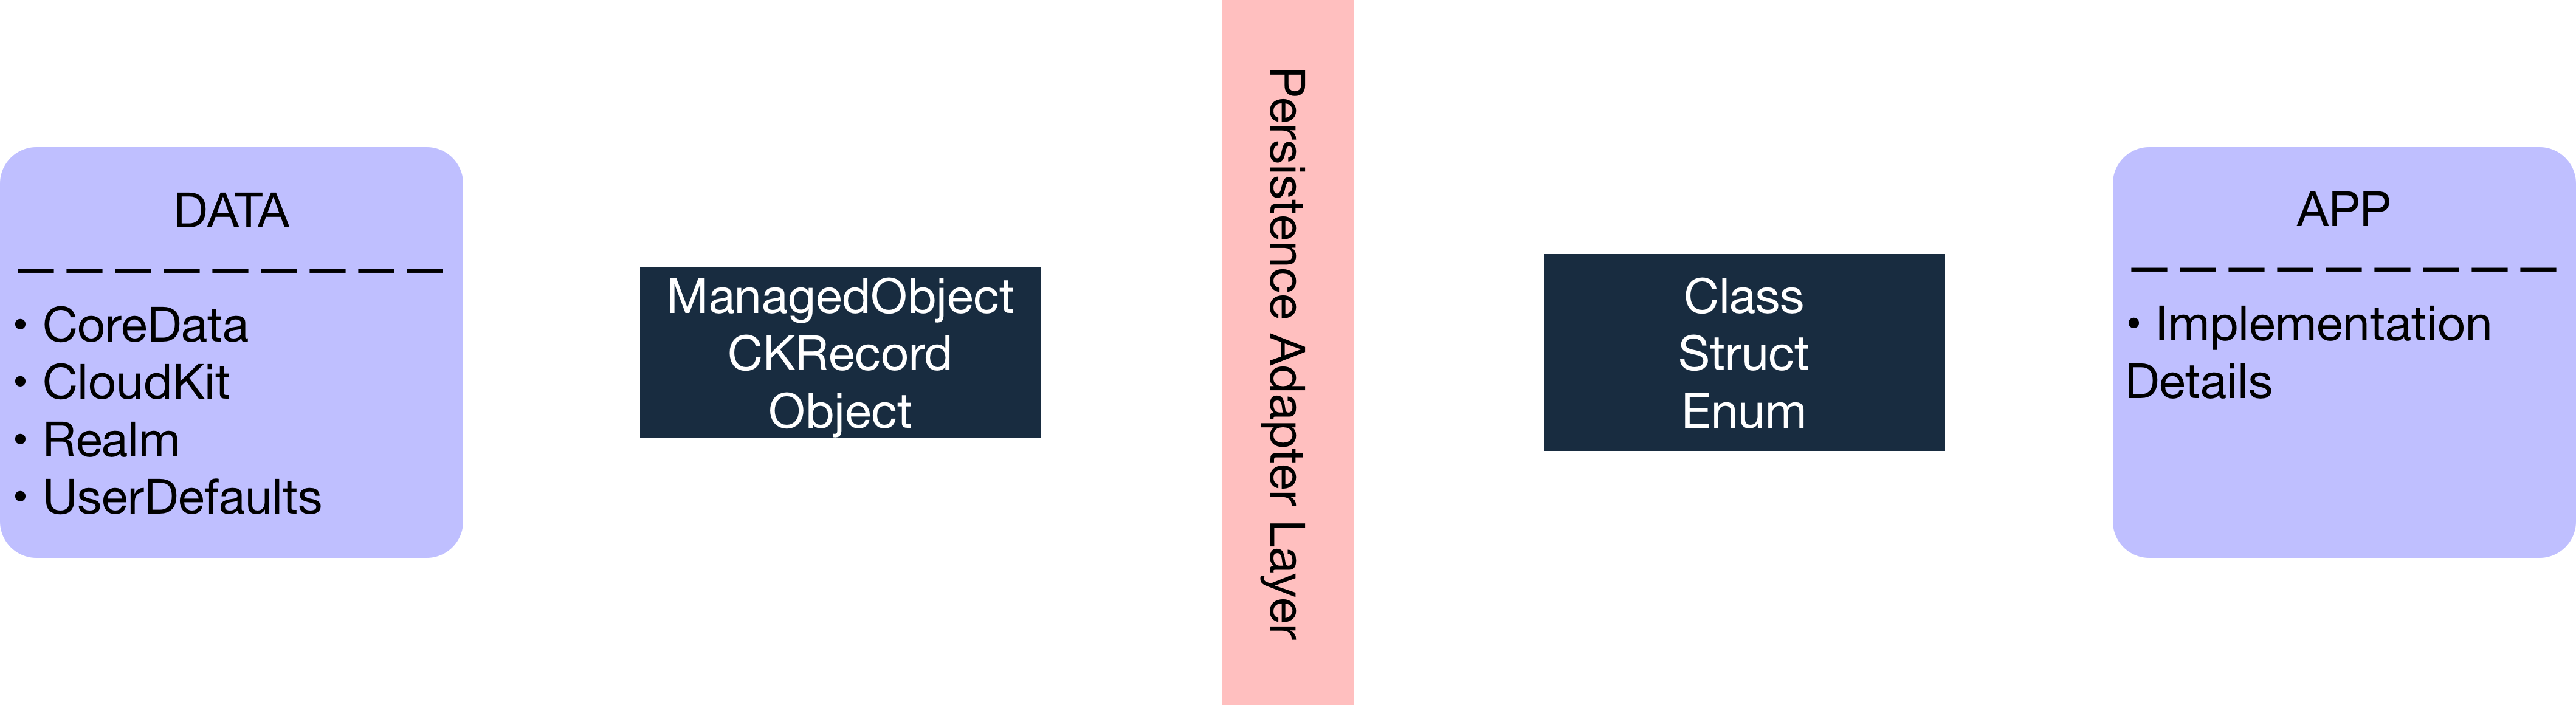 DATA
• CoreData
• CloudKit
• Realm
• UserDefaults
ManagedObject
CKRecord
Object
Persistence Adapter Layer
Class
Struct
Enum
APP
• Implementation
Details